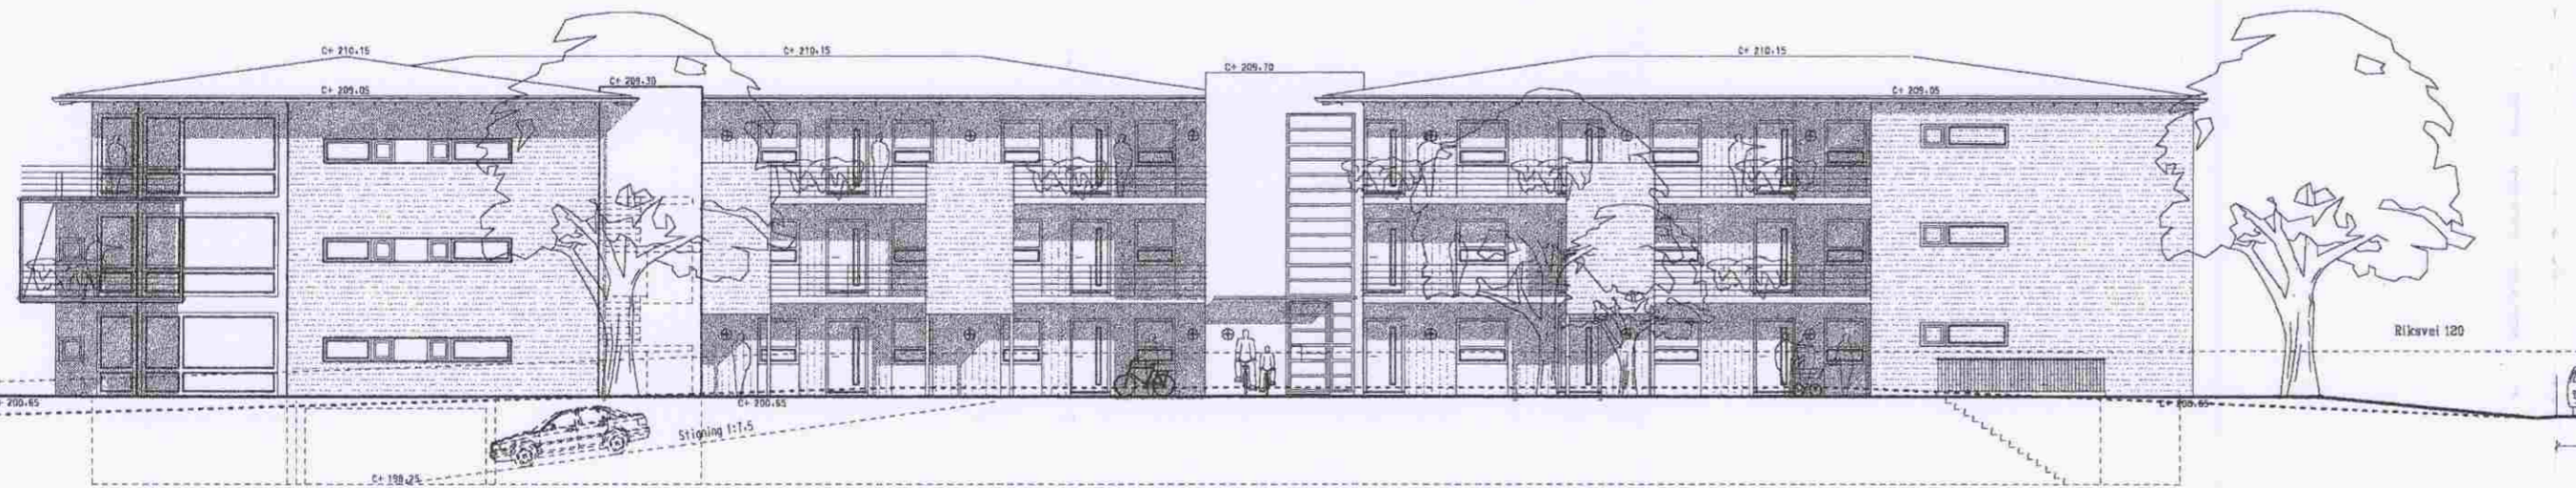 C+ 210.15
C+ 210.15
C+ 210.15
C+ 209.30
C+ 209.70
C+ 209.05
C+ 209.05
Riksvei 120
200.65
C+ 200.65
C+ 200.65
Stigning 1:7.5
C+ 198.25